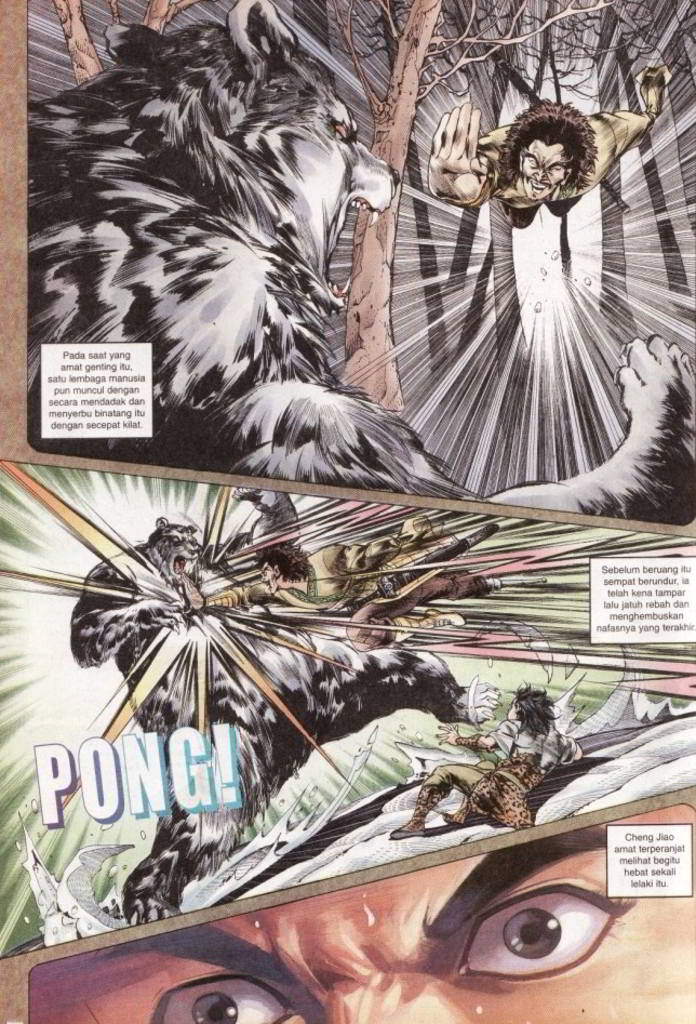 Pada saat yang
amat genting itu,
satu lembaga manusia
pun muncul dengan
secara mendadak dan
menyerbu binatang itu
dengan secepat kilat.
Sebelum beruang itu
sempat berundur, ia
telah kena tampar
lalu jatuh rebah dan
menghembuskan
nafasnya yang terakhir.
PONG!
Cheng Jiao
amat terperanjat
melihat begitu
hebat sekali
lelaki itu.